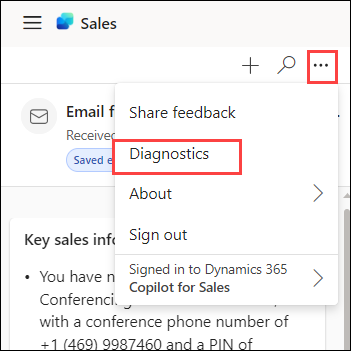 Sales
Share feedback
Diagnostics
About
Sign out
Signed in to Dynamics 365
Copilot for Sales
Email f
Received
Saved e
Key sales info
You have n
Conferencing
with a conference phone number of
+1 (469) 9987460 and a PIN of